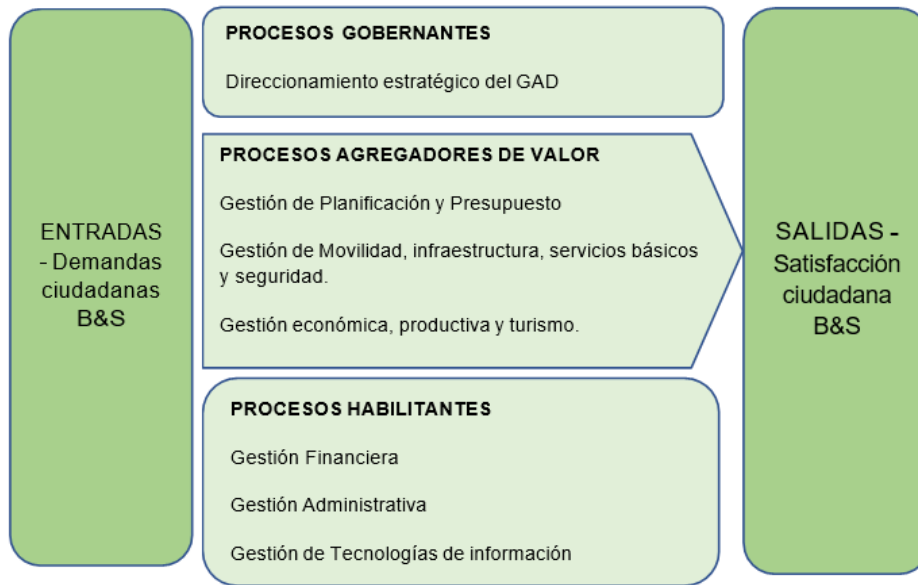 ENTRADAS
- Demandas
ciudadanas
B&S
PROCESOS GOBERNANTES
Direccionamiento estratégico del GAD
PROCESOS AGREGADORES DE VALOR
Gestión de Planificación y Presupuesto
Gestión de Movilidad, infraestructura, servicios básicos
y seguridad.
Gestión económica, productiva y turismo.
PROCESOS HABILITANTES
Gestión Financiera
Gestión Administrativa
Gestión de Tecnologías de información
SALIDAS -
Satisfacción
ciudadana
B&S